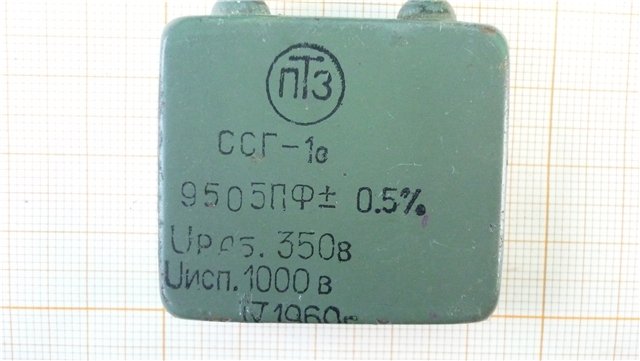 ПТЗ
ССГ-1в
9505ПФ± 0.5%
Uраб. 350в
Uисп. 1000 в
1960г